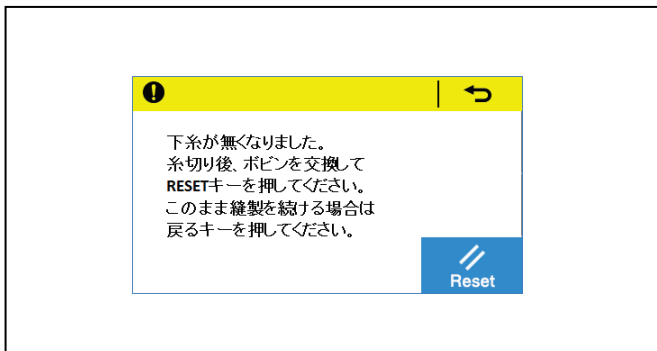 下糸が無くなりました。
糸切り後、ボビンを交換して
RESETキーを押してください。
このまま縫製を続ける場合は
戻るキーを押してください。
Reset